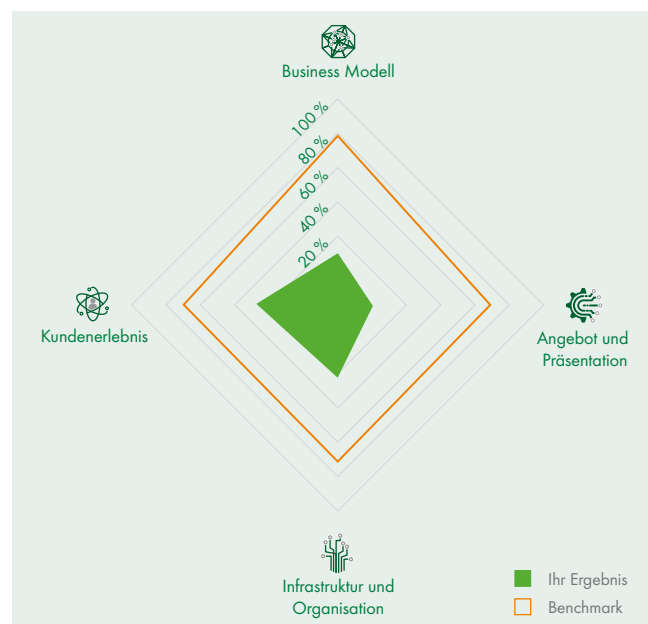 Business Modell
100 %
80 %
60 %
40 %
20 %
Kundenerlebnis
Angebot und
Präsentation
Infrastruktur und
Organisation
Ihr Ergebnis
Benchmark